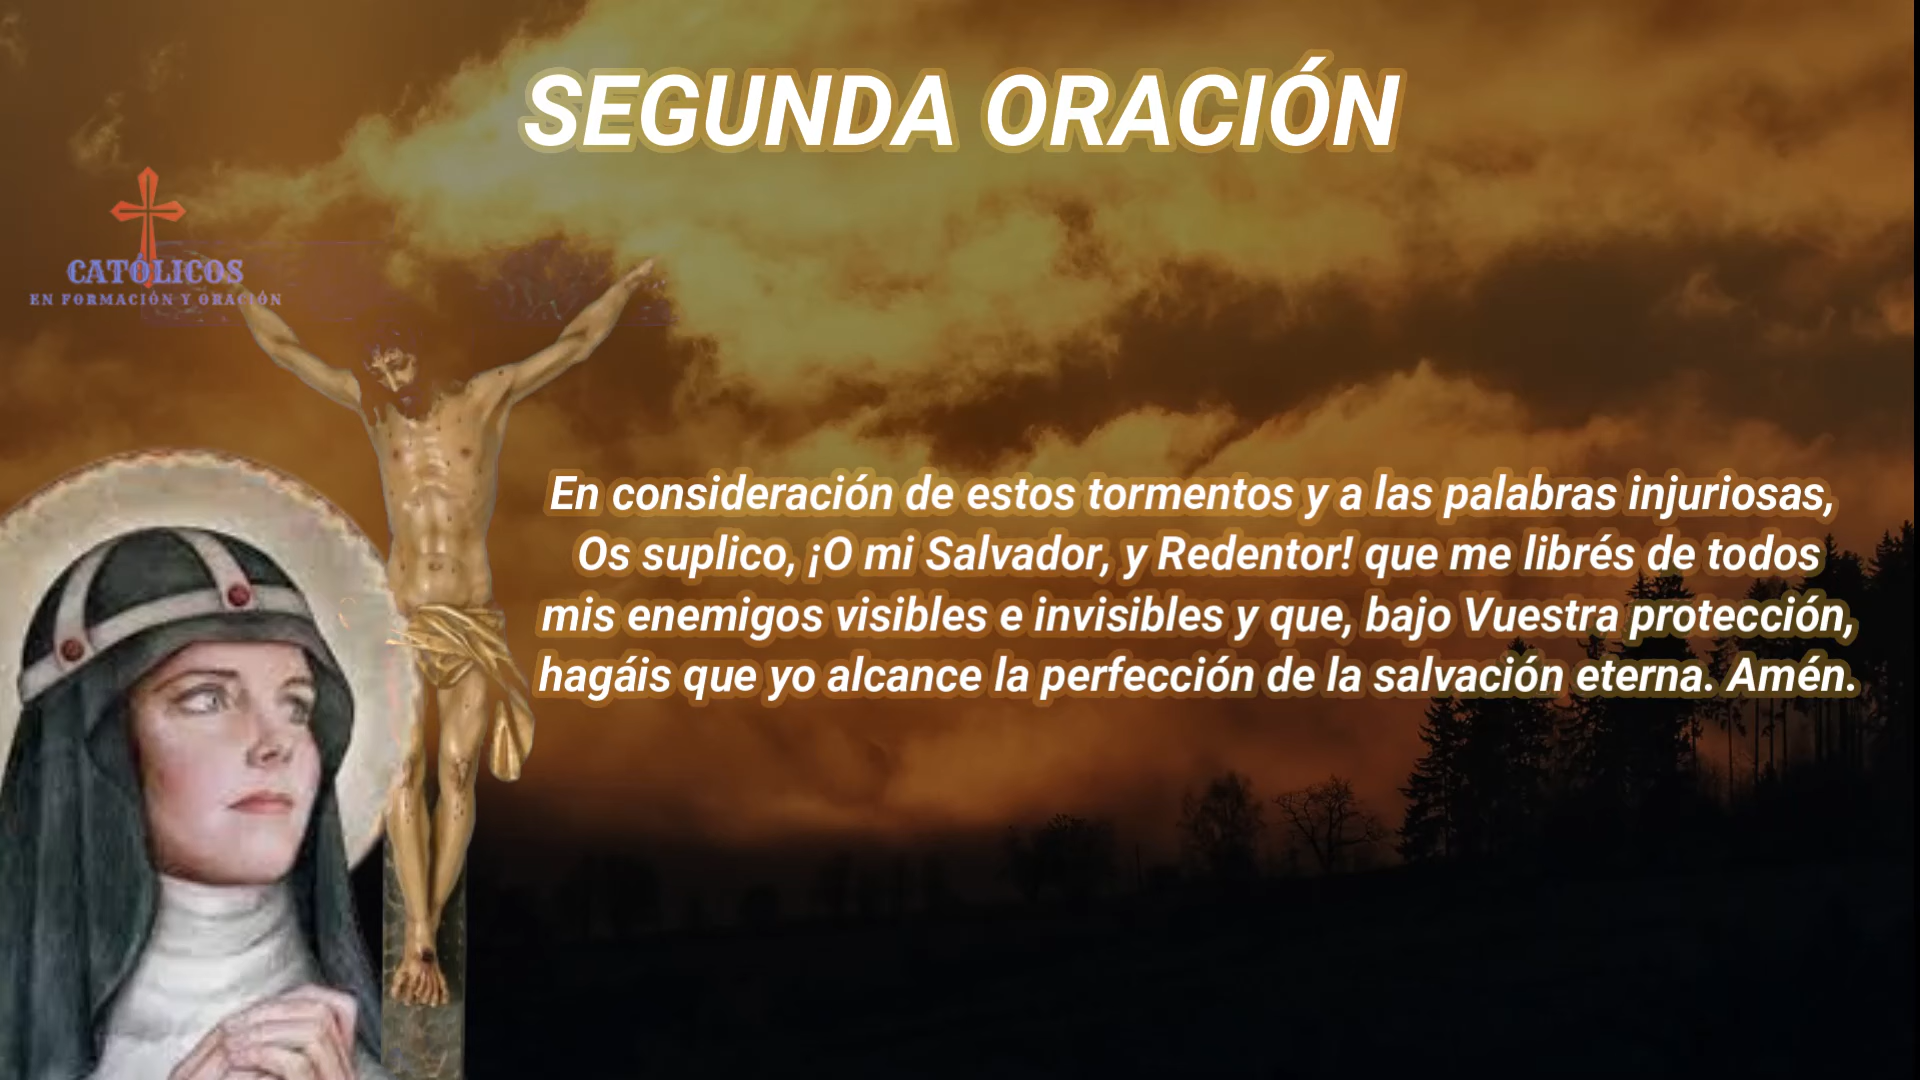 SEGUNDA ORACIÓN
CATÓLICOS
EN FORMACIÓN Y ORACIÓN
En consideración de estos tormentos y a las palabras injuriosas,
Os suplico, ¡O mi Salvador, y Redentor! que me librés de todos
mis enemigos visibles e invisibles y que, bajo Vuestra protección,
hagáis que yo alcance la perfección de la salvación eterna. Amén.